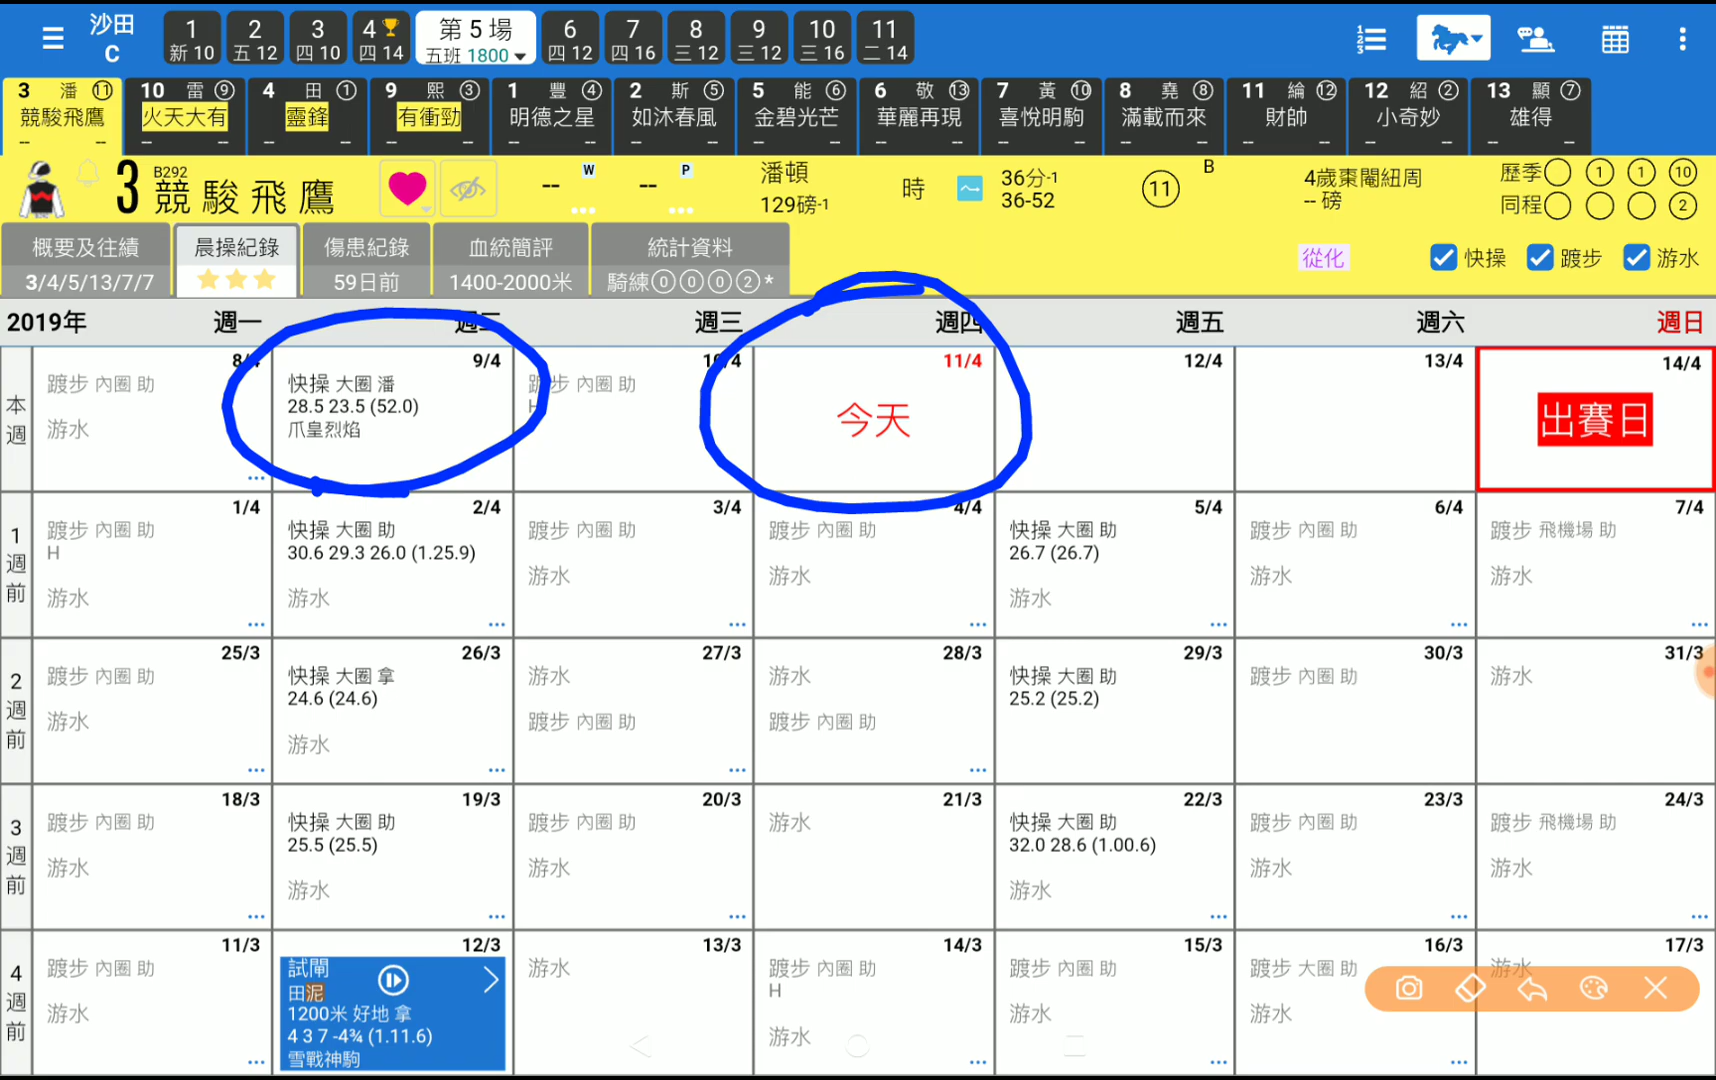 沙田
C
1
新 10
2
五 12
3
四 10
4
四 14
第 5 場
五班 1800
6
四 12
7
四 16
8
三 12
9
三 12
10
三 16
11
二 14
3 潘 11
競駿飛鷹
-- --
10 雷 9
火天大有
-- --
4 田 1
靈鋒
-- --
9 熙 3
有衝勁
-- --
1 豐 4
明德之星
-- --
2 斯 5
如沐春風
-- --
5 能 6
金碧光芒
-- --
6 敬 13
華麗再現
-- --
7 黃 10
喜悅明駒
-- --
8 堯 8
滿載而來
-- --
11 綸 12
財帥
-- --
12 紹 2
小奇妙
-- --
13 顯 7
雄得
-- --
3 B292
競駿飛鷹
-- W
-- P
潘頓
129磅-1
時
36分-1
36-52
11
B
4歲棗閹紐周
-- 磅
歷季 1 1 10
同程 2
概要及往績
3/4/5/13/7/7
晨操紀錄
傷患紀錄
59日前
血統簡評
1400-2000米
統計資料
騎練 0 0 0 2 *
從化
快操
踱步
游水
2019年 週一 週二 週三 週四 週五 週六 週日
本週
8/4
踱步 內圈 助
游水
...
9/4
快操 大圈 潘
28.5 23.5 (52.0)
爪皇烈焰
10/4
踱步 內圈 助
H
11/4
今天
12/4
13/4
14/4
出賽日
1週前
1/4
踱步 內圈 助
H
游水
...
2/4
快操 大圈 助
30.6 29.3 26.0 (1.25.9)
游水
...
3/4
踱步 內圈 助
游水
...
4/4
踱步 內圈 助
游水
...
5/4
快操 大圈 助
26.7 (26.7)
游水
...
6/4
踱步 內圈 助
游水
...
7/4
踱步 飛機場 助
游水
...
2週前
25/3
踱步 內圈 助
游水
...
26/3
快操 大圈 拿
24.6 (24.6)
游水
...
27/3
游水
踱步 內圈 助
...
28/3
游水
踱步 內圈 助
...
29/3
快操 大圈 助
25.2 (25.2)
30/3
踱步 內圈 助
31/3
游水
3週前
18/3
踱步 內圈 助
游水
...
19/3
快操 大圈 助
25.5 (25.5)
游水
...
20/3
踱步 內圈 助
游水
...
21/3
游水
22/3
快操 大圈 助
32.0 28.6 (1.00.6)
游水
...
23/3
踱步 內圈 助
游水
...
24/3
踱步 飛機場 助
游水
...
4週前
11/3
踱步 內圈 助
游水
...
12/3
試閘
田泥
1200米 好地 拿
4 3 7 -4¾ (1.11.6)
雪戰神駒
13/3
游水
14/3
踱步 內圈 助
H
游水
...
15/3
踱步 內圈 助
游水
...
16/3
踱步 大圈 助
游水
...
17/3
游水